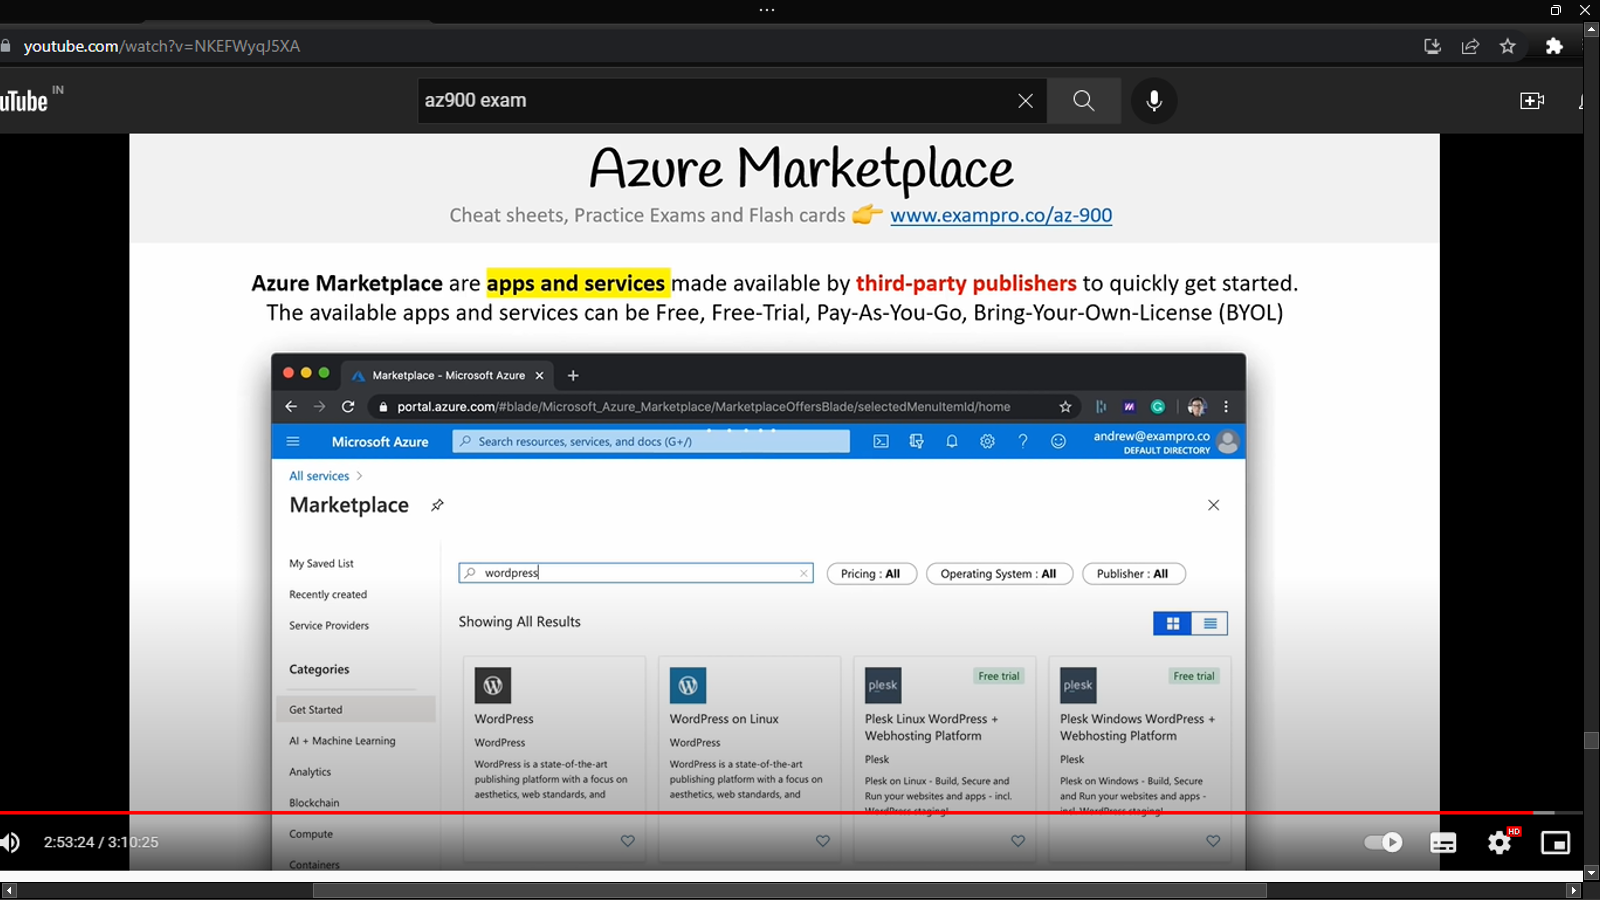 youtube.com/watch?v=NKEFWyqJ5XA
uTube IN
az900 exam
Azure Marketplace
Cheat sheets, Practice Exams and Flash cards 👉 www.exampro.co/az-900
Azure Marketplace are apps and services made available by third-party publishers to quickly get started.
The available apps and services can be Free, Free-Trial, Pay-As-You-Go, Bring-Your-Own-License (BYOL)
Marketplace - Microsoft Azure
portal.azure.com/#blade/Microsoft_Azure_Marketplace/MarketplaceOffersBlade/selectedMenuItemId/home
Microsoft Azure
Search resources, services, and docs (G+/)
andrew@exampro.co
DEFAULT DIRECTORY
All services >
Marketplace
My Saved List
Recently created
Service Providers
Categories
Get Started
AI + Machine Learning
Analytics
Blockchain
Compute
Containers
wordpress
Pricing : All
Operating System : All
Publisher : All
Showing All Results
WordPress
WordPress
WordPress is a state-of-the-art
publishing platform with a focus on
aesthetics, web standards, and
WordPress on Linux
WordPress
WordPress is a state-of-the-art
publishing platform with a focus on
aesthetics, web standards, and
plesk
Free trial
Plesk Linux WordPress +
Webhosting Platform
Plesk
Plesk on Linux - Build, Secure and
Run your websites and apps - incl.
WordPress staging!
plesk
Free trial
Plesk Windows WordPress +
Webhosting Platform
Plesk
Plesk on Windows - Build, Secure
and Run your websites and apps -
incl. WordPress staging!
2:53:24 / 3:10:25
HD